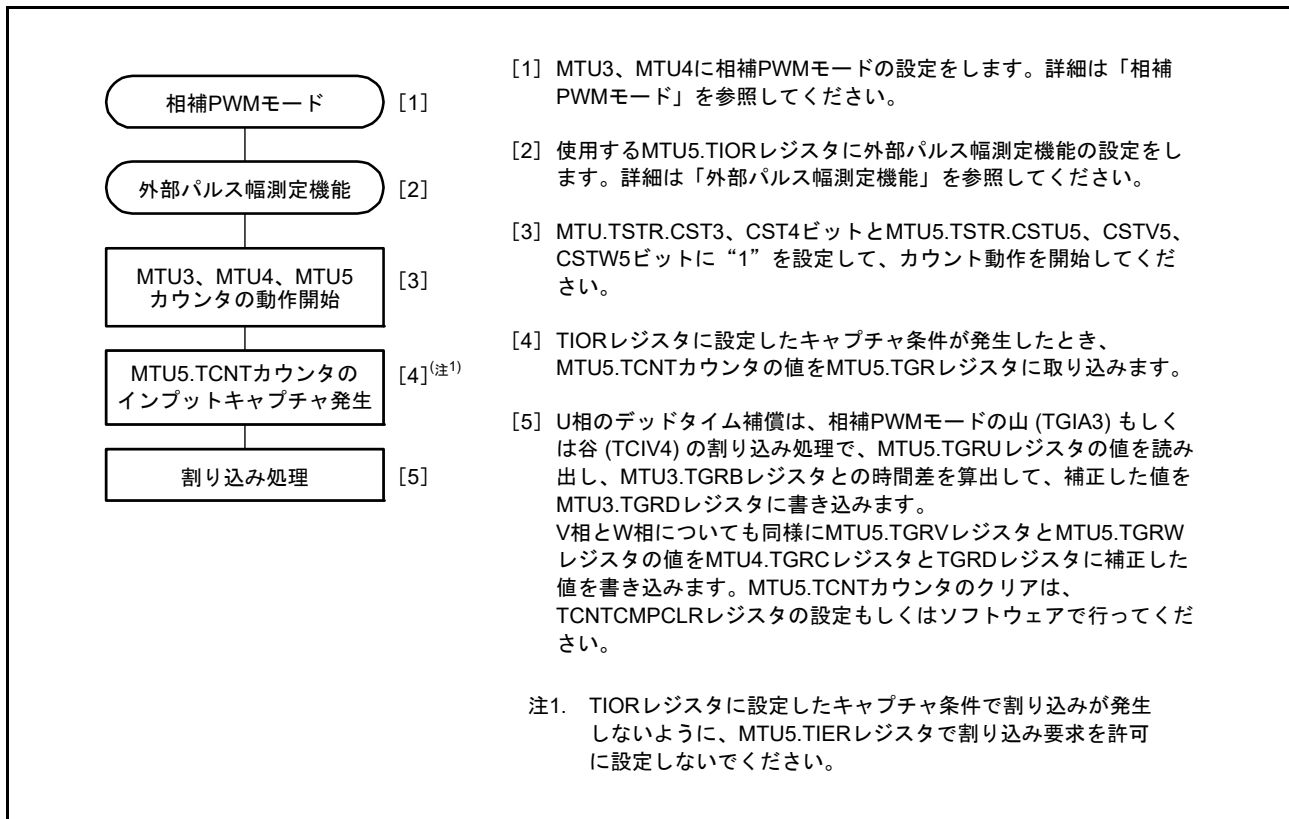 相補PWMモード [1]
外部パルス幅測定機能 [2]
MTU3、MTU4、MTU5
カウンタの動作開始
[3]
MTU5.TCNTカウンタの
インプットキャプチャ発生
[4](注1)
割り込み処理 [5]
[1] MTU3、MTU4に相補PWMモードの設定をします。詳細は「相補
PWMモード」を参照してください。
[2] 使用するMTU5.TIORレジスタに外部パルス幅測定機能の設定をし
ます。詳細は「外部パルス幅測定機能」を参照してください。
[3] MTU.TSTR.CST3、CST4ビットとMTU5.TSTR.CSTU5、CSTV5、
CSTW5ビットに“1”を設定して、カウント動作を開始してくだ
さい。
[4] TIORレジスタに設定したキャプチャ条件が発生したとき、
MTU5.TCNTカウンタの値をMTU5.TGRレジスタに取り込みます。
[5] U相のデッドタイム補償は、相補PWMモードの山 (TGIA3) もしく
は谷 (TCIV4) の割り込み処理で、MTU5.TGRUレジスタの値を読み
出し、MTU3.TGRBレジスタとの時間差を算出して、補正した値を
MTU3.TGRDレジスタに書き込みます。
V相とW相についても同様にMTU5.TGRVレジスタとMTU5.TGRW
レジスタの値をMTU4.TGRCレジスタとTGRDレジスタに補正した
値を書き込みます。MTU5.TCNTカウンタのクリアは、
TCNTCMPCLRレジスタの設定もしくはソフトウェアで行ってくだ
さい。
注1. TIORレジスタに設定したキャプチャ条件で割り込みが発生
しないように、MTU5.TIERレジスタで割り込み要求を許可
に設定しないでください。